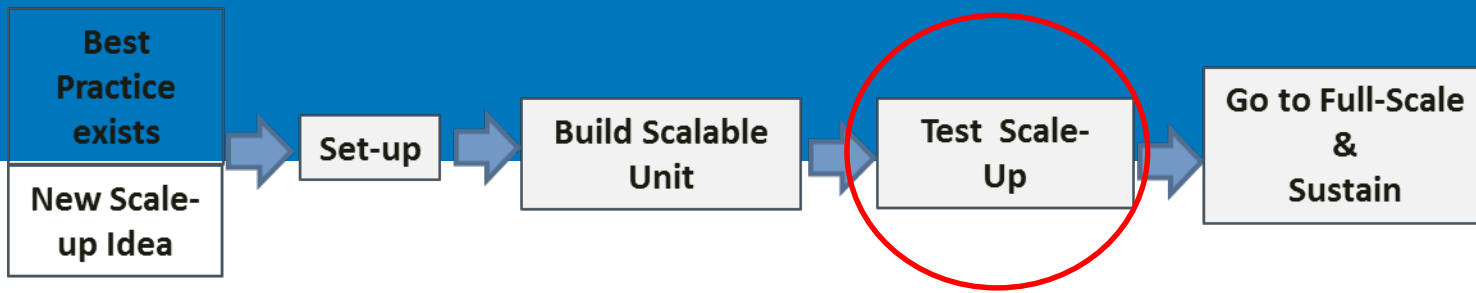 Best
Practice
exists
New Scale-
up Idea
Set-up
Build Scalable
Unit
Test Scale-
Up
Go to Full-Scale
&
Sustain